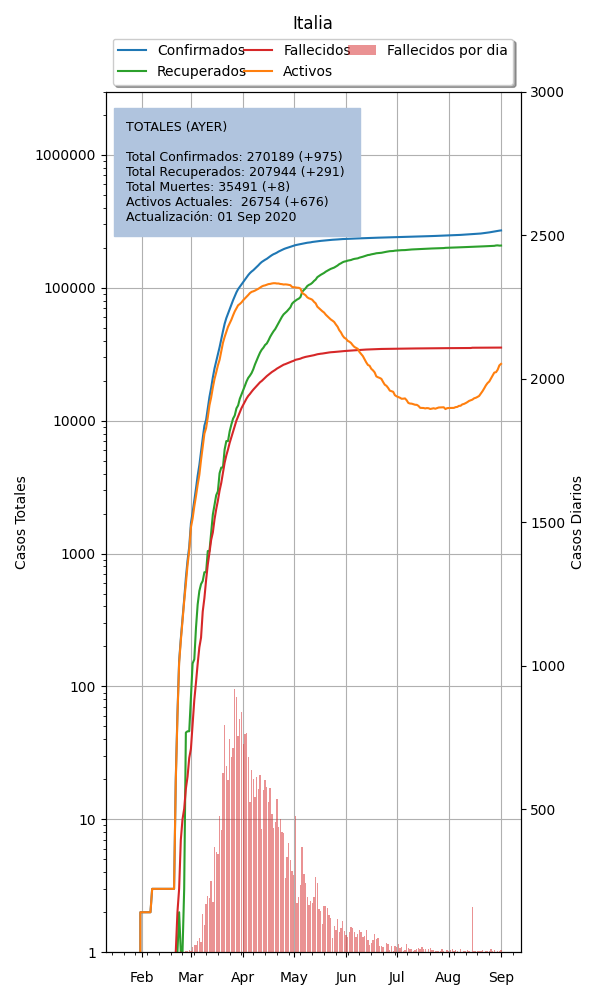 Italia
Confirmados Fallecidos Fallecidos por dia
Recuperados Activos
TOTALES (AYER)
Total Confirmados: 270189 (+975)
Total Recuperados: 207944 (+291)
Total Muertes: 35491 (+8)
Activos Actuales:  26754 (+676)
Actualización: 01 Sep 2020
Casos Totales
1000000
100000
10000
1000
100
10
1
3000
2500
2000
1500
1000
500
Casos Diarios
Feb Mar Apr May Jun Jul Aug Sep